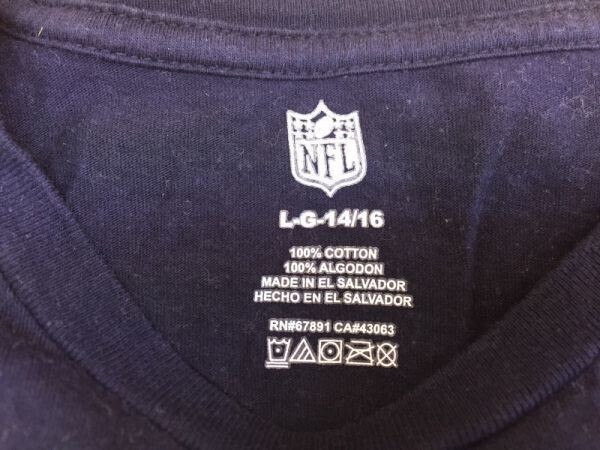 NFL
L-G-14/16
100% COTTON
100% ALGODON
MADE IN EL SALVADOR
HECHO EN EL SALVADOR
RN#67891 CA#43063